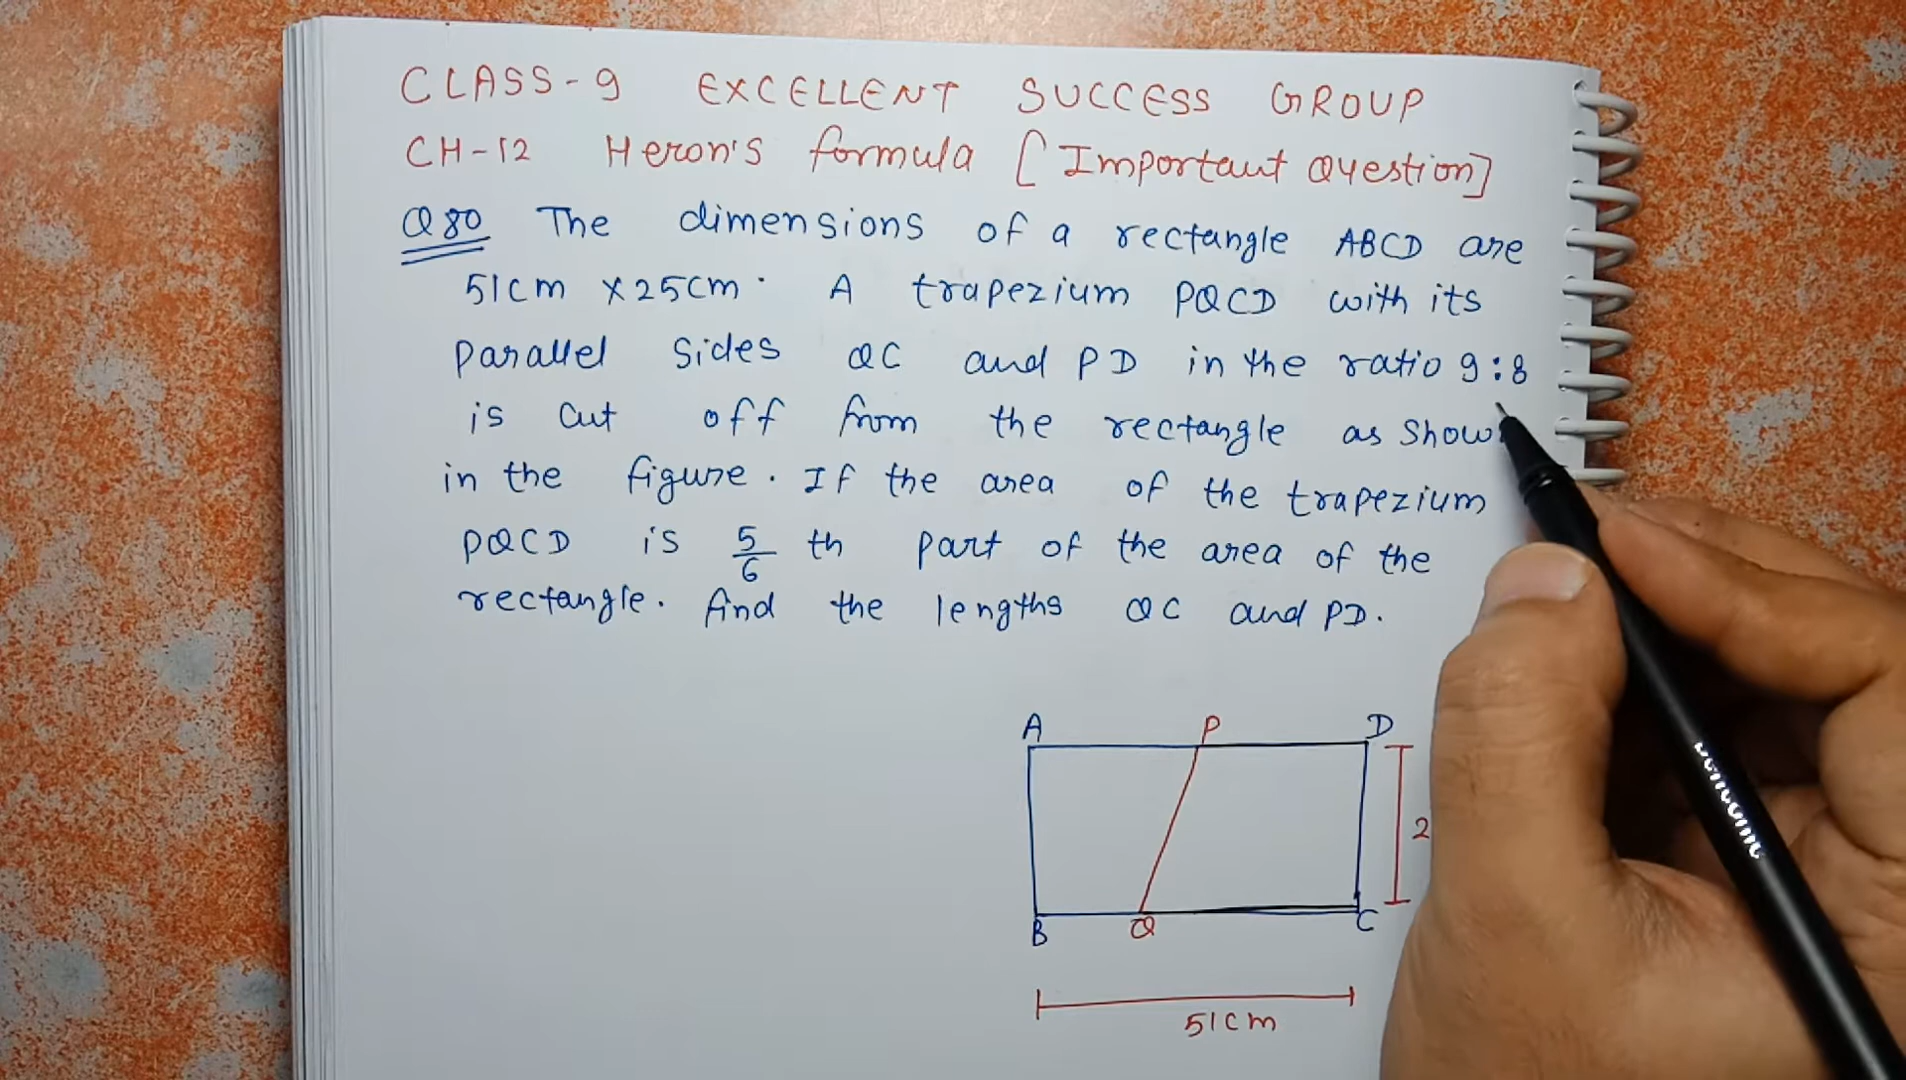 CLASS-9 EXCELLENT SUCCESS GROUP
CH-12 Heron's formula [Important Question]
Q80 The dimensions of a rectangle ABCD are
51cm x 25cm. A trapezium PQCD with its
Parallel sides QC and PD in the ratio 9:8
is cut off from the rectangle as show
in the figure. If the area of the trapezium
PQCD is 5/6 th part of the area of the
rectangle. find the lengths QC and PD.
A P D
2
B Q C
51cm